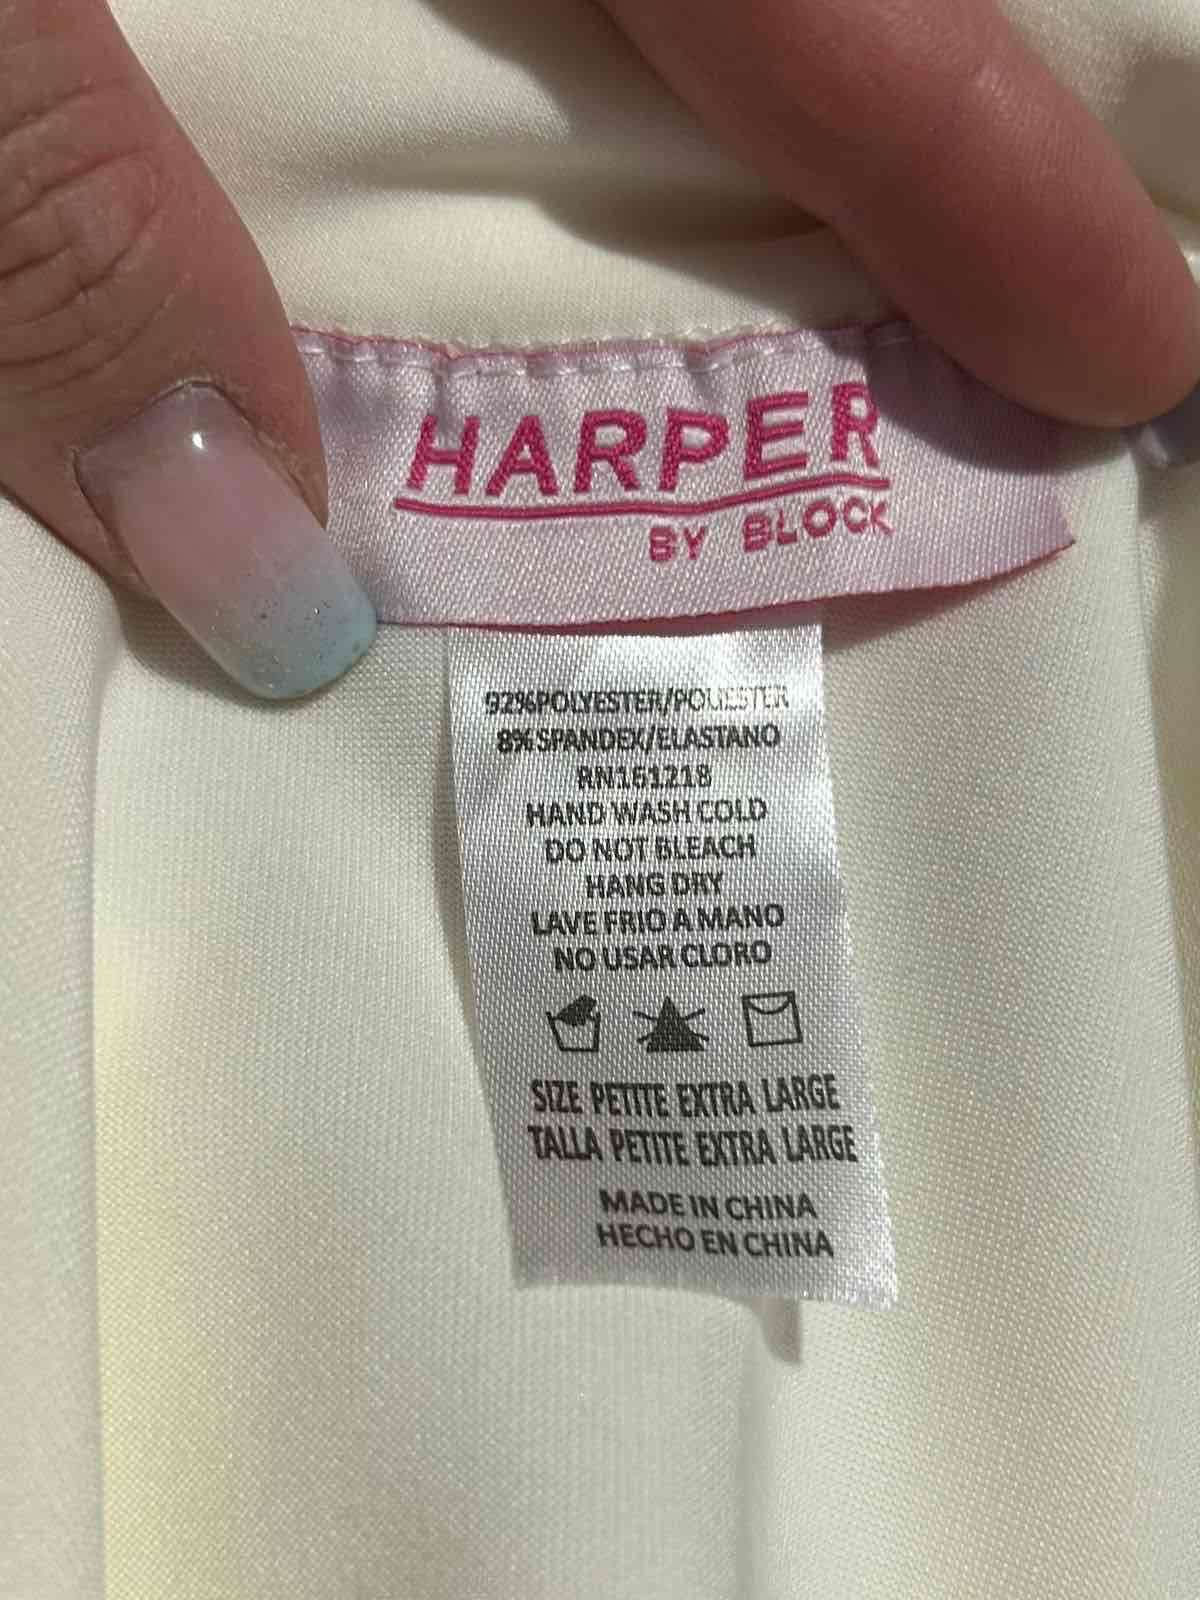 HARPER
BY BLOCK
92%POLYESTER/POLIESTER
8%SPANDEX/ELASTANO
RN161218
HAND WASH COLD
DO NOT BLEACH
HANG DRY
LAVE FRIO A MANO
NO USAR CLORO
SIZE PETITE EXTRA LARGE
TALLA PETITE EXTRA LARGE
MADE IN CHINA
HECHO EN CHINA